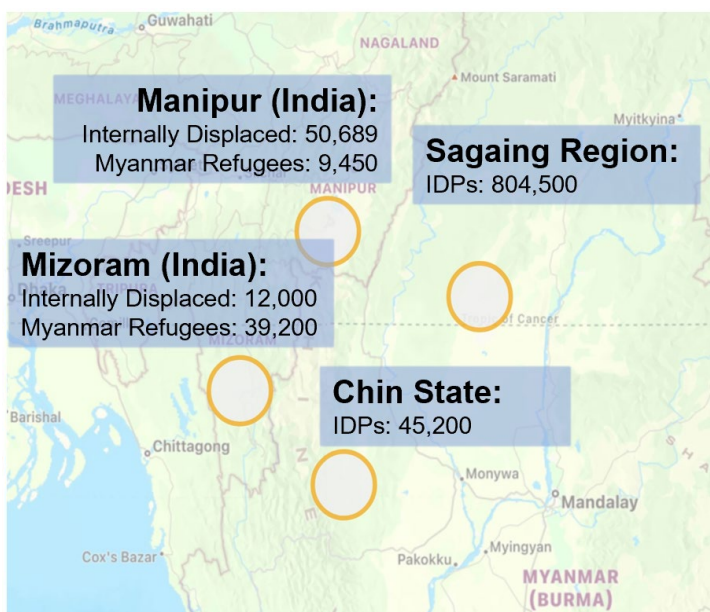 Brahmaputra
Guwahati
NAGALAND
Mount Saramati
MEGHALAYA
Manipur (India):
Internally Displaced: 50,689
Myanmar Refugees: 9,450
Myitkyina
Sagaing Region:
IDPs: 804,500
DESH
MANIPUR
Sreepur
Mizoram (India):
Internally Displaced: 12,000
Myanmar Refugees: 39,200
Dhaka
TRIPURA
Tropic of Cancer
MIZORAM
Chin State:
IDPs: 45,200
Barishal
Chittagong
Monywa
Mandalay
Cox's Bazar
Pakokku
Myingyan
MYANMAR
(BURMA)